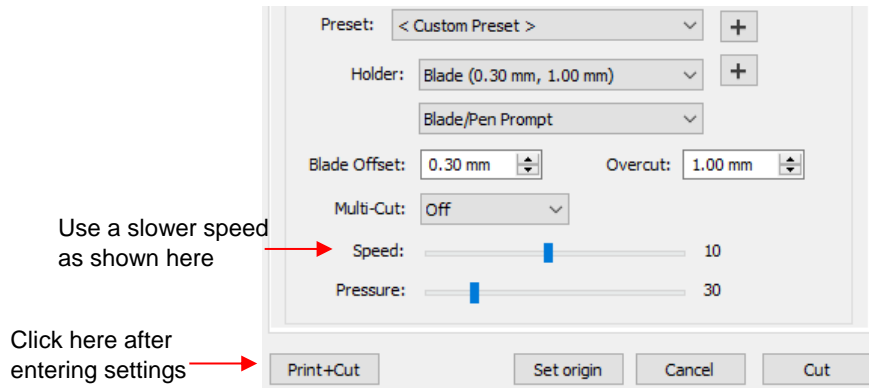 Preset: < Custom Preset > +
Holder: Blade (0.30 mm, 1.00 mm) +
Blade/Pen Prompt
Blade Offset: 0.30 mm Overcut: 1.00 mm
Multi-Cut: Off
Use a slower speed
as shown here
Speed: 10
Pressure: 30
Click here after
entering settings
Print+Cut Set origin Cancel Cut